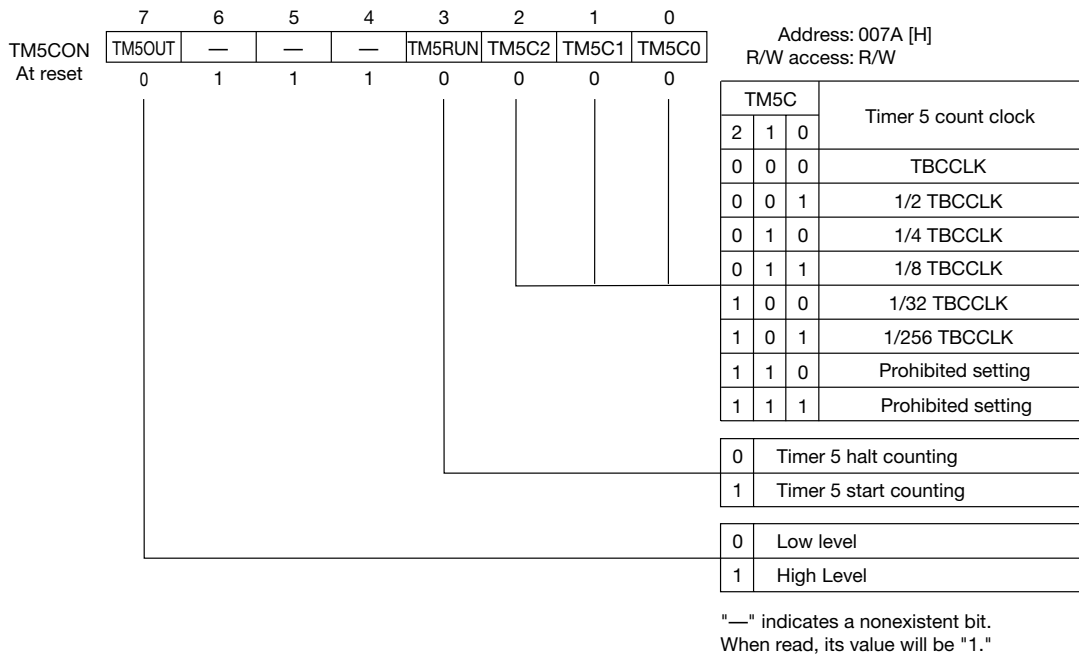 7 6 5 4 3 2 1 0
TM5CON TM5OUT — — — TM5RUN TM5C2 TM5C1 TM5C0
At reset 0 1 1 1 0 0 0 0
Address: 007A [H]
R/W access: R/W
TM5C Timer 5 count clock
2 1 0
0 0 0 TBCCLK
0 0 1 1/2 TBCCLK
0 1 0 1/4 TBCCLK
0 1 1 1/8 TBCCLK
1 0 0 1/32 TBCCLK
1 0 1 1/256 TBCCLK
1 1 0 Prohibited setting
1 1 1 Prohibited setting
0 Timer 5 halt counting
1 Timer 5 start counting
0 Low level
1 High Level
"—" indicates a nonexistent bit.
When read, its value will be "1."